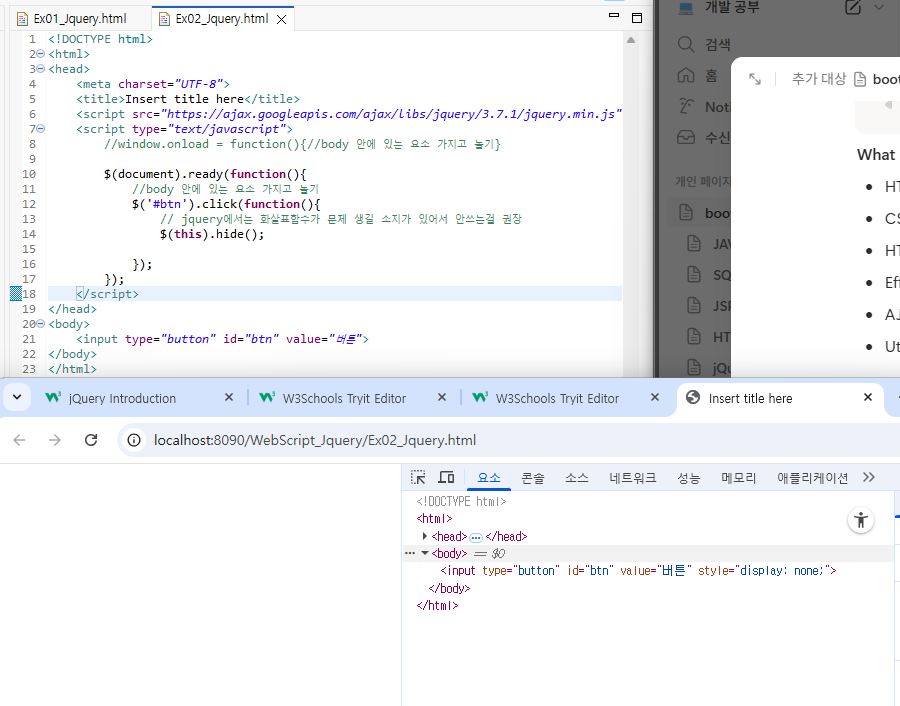 Ex01_Jquery.html
Ex02_Jquery.html
1 <!DOCTYPE html>
2 <html>
3 <head>
4 <meta charset="UTF-8">
5 <title>Insert title here</title>
6 <script src="https://ajax.googleapis.com/ajax/libs/jquery/3.7.1/jquery.min.js"
7 <script type="text/javascript">
8 //window.onload = function(){//body 안에 있는 요소 가지고 놀기}
9
10 $(document).ready(function(){
11 //body 안에 있는 요소 가지고 놀기
12 $('#btn').click(function(){
13 // jquery에서는 화살표함수가 문제 생길 소지가 있어서 안쓰는걸 권장
14 $(this).hide();
15
16 });
17 });
18 </script>
19 </head>
20 <body>
21 <input type="button" id="btn" value="버튼">
22 </body>
23 </html>
개발 공부
검색
홈
Noti
수신
개인 페이지
boot
JAV
SQ
JSP
HT
jQu
추가 대상
boot
What
HT
CS
HT
Eff
AJ
Ut
jQuery Introduction
W3Schools Tryit Editor
W3Schools Tryit Editor
Insert title here
localhost:8090/WebScript_Jquery/Ex02_Jquery.html
요소 콘솔 소스 네트워크 성능 메모리 애플리케이션
<!DOCTYPE html>
<html>
<head> ... </head>
... <body> == $0
<input type="button" id="btn" value="버튼" style="display: none;">
</body>
</html>